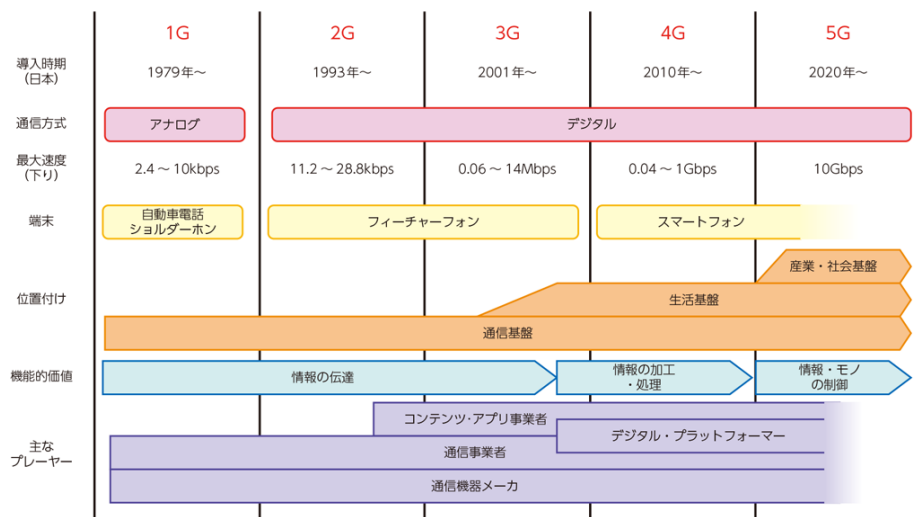 1G
2G
3G
4G
5G
導入時期
（日本）
1979年～
1993年～
2001年～
2010年～
2020年～
通信方式
アナログ
デジタル
最大速度
（下り）
2.4 ～ 10kbps
11.2 ～ 28.8kbps
0.06 ～ 14Mbps
0.04 ～ 1Gbps
10Gbps
端末
自動車電話
ショルダーホン
フィーチャーフォン
スマートフォン
位置付け
産業・社会基盤
生活基盤
通信基盤
機能的価値
情報の伝達
情報の加工
・処理
情報・モノ
の制御
主な
プレーヤー
コンテンツ･アプリ事業者
デジタル・プラットフォーマー
通信事業者
通信機器メーカ